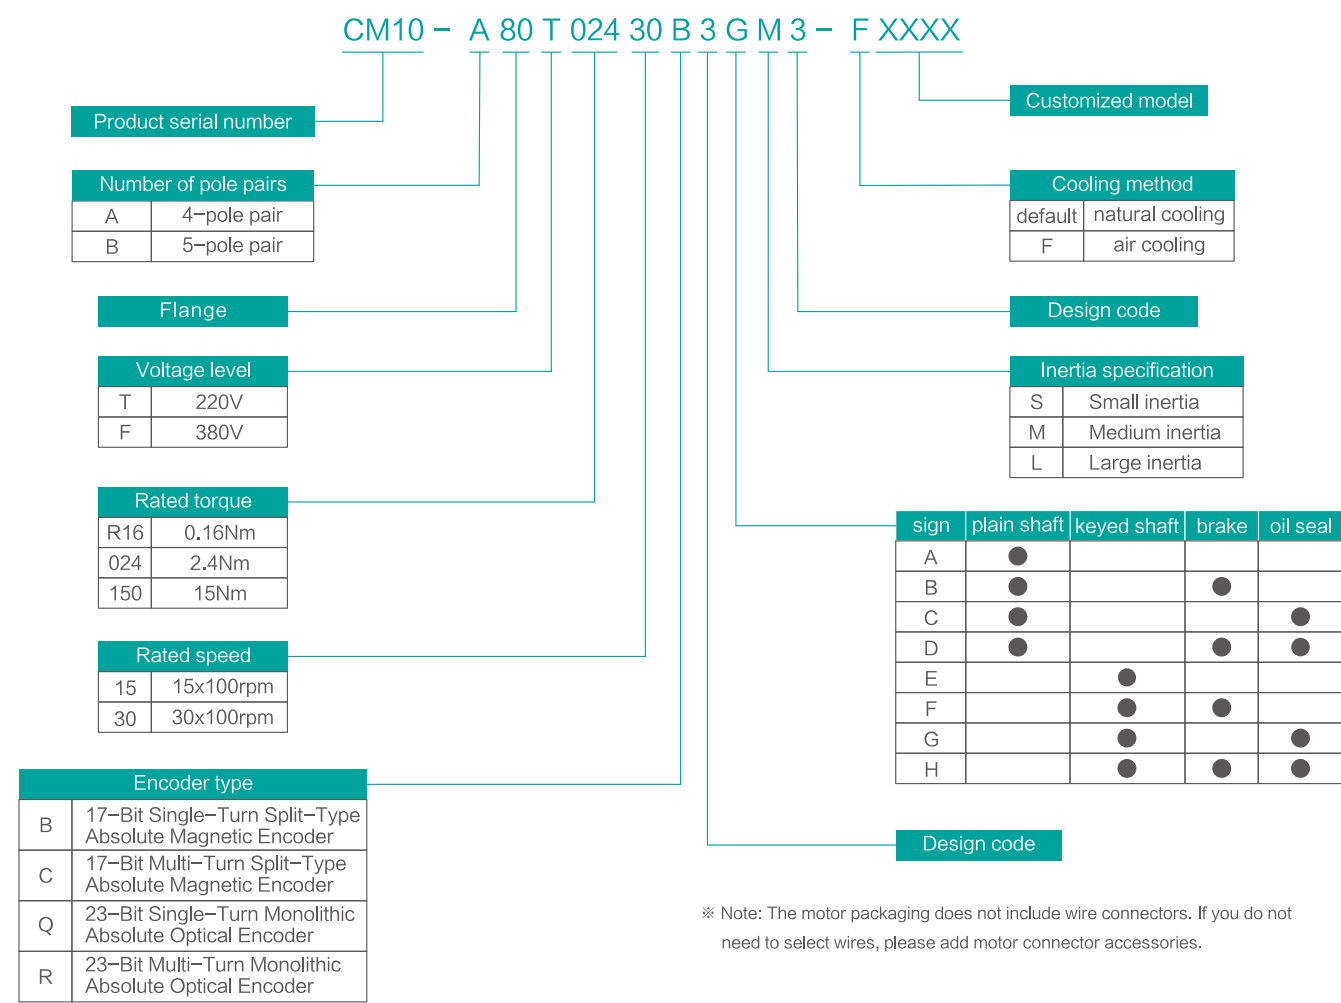 CM10 - A 80 T 024 30 B 3 G M 3 - F XXXX
Product serial number
Number of pole pairs
A 4-pole pair
B 5-pole pair
Flange
Voltage level
T 220V
F 380V
Rated torque
R16 0.16Nm
024 2.4Nm
150 15Nm
Rated speed
15 15x100rpm
30 30x100rpm
Encoder type
B 17-Bit Single-Turn Split-Type
Absolute Magnetic Encoder
C 17-Bit Multi-Turn Split-Type
Absolute Magnetic Encoder
Q 23-Bit Single-Turn Monolithic
Absolute Optical Encoder
R 23-Bit Multi-Turn Monolithic
Absolute Optical Encoder
Customized model
Cooling method
default natural cooling
F air cooling
Design code
Inertia specification
S Small inertia
M Medium inertia
L Large inertia
sign plain shaft keyed shaft brake oil seal
A ●
B ● ●
C ● ●
D ● ● ●
E ●
F ● ●
G ● ●
H ● ● ●
Design code
※ Note: The motor packaging does not include wire connectors. If you do not
need to select wires, please add motor connector accessories.